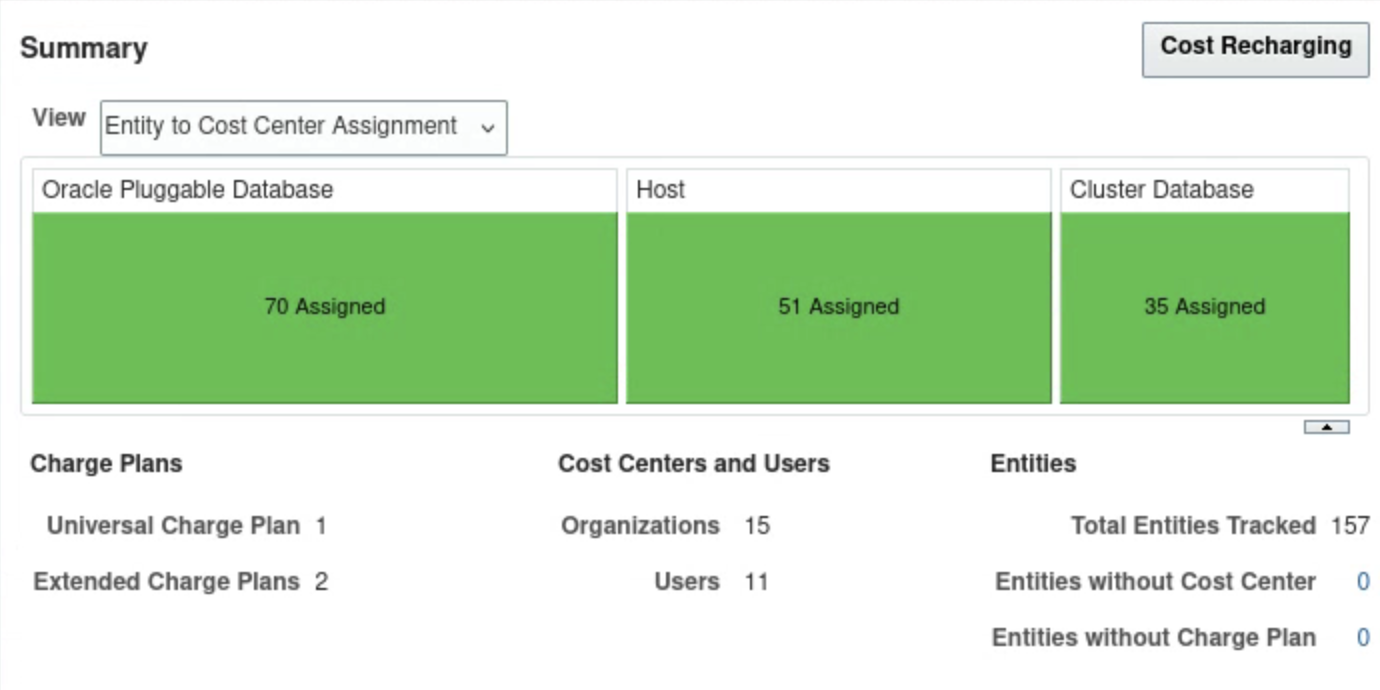 Summary
Cost Recharging
View Entity to Cost Center Assignment
Oracle Pluggable Database Host Cluster Database
70 Assigned 51 Assigned 35 Assigned
Charge Plans Cost Centers and Users Entities
Universal Charge Plan 1 Organizations 15 Total Entities Tracked 157
Extended Charge Plans 2 Users 11 Entities without Cost Center 0
Entities without Charge Plan 0